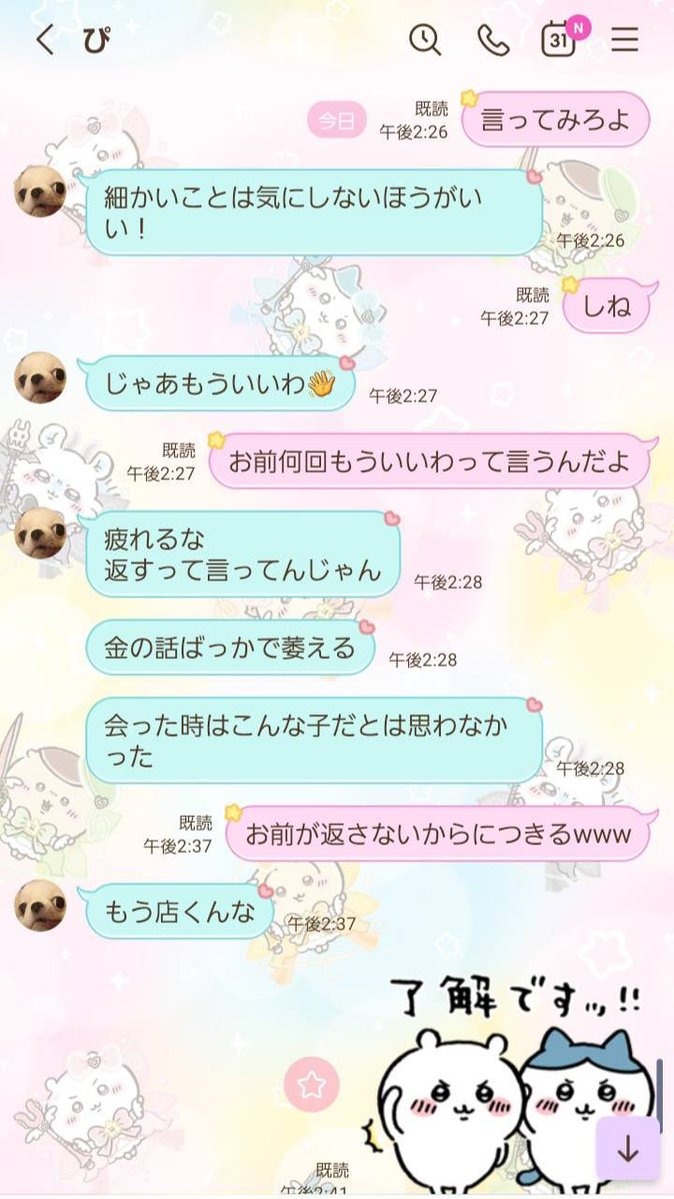 ぴ
31
N
今日
既読
午後2:26
言ってみろよ
細かいことは気にしないほうがい
い！
午後2:26
既読
午後2:27
しね
じゃあもういいわ👋
午後2:27
既読
午後2:27
お前何回もういいわって言うんだよ
疲れるな
返すって言ってんじゃん
午後2:28
金の話ばっかで萎える
午後2:28
会った時はこんな子だとは思わなか
った
午後2:28
既読
午後2:37
お前が返さないからにつきるwww
もう店くんな
午後2:37
了解ですッ!!
既読
午後2:41